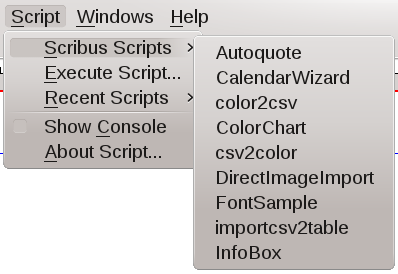 Script Windows Help
Scribus Scripts
Execute Script...
Recent Scripts
Show Console
About Script...
Autoquote
CalendarWizard
color2csv
ColorChart
csv2color
DirectImageImport
FontSample
importcsv2table
InfoBox